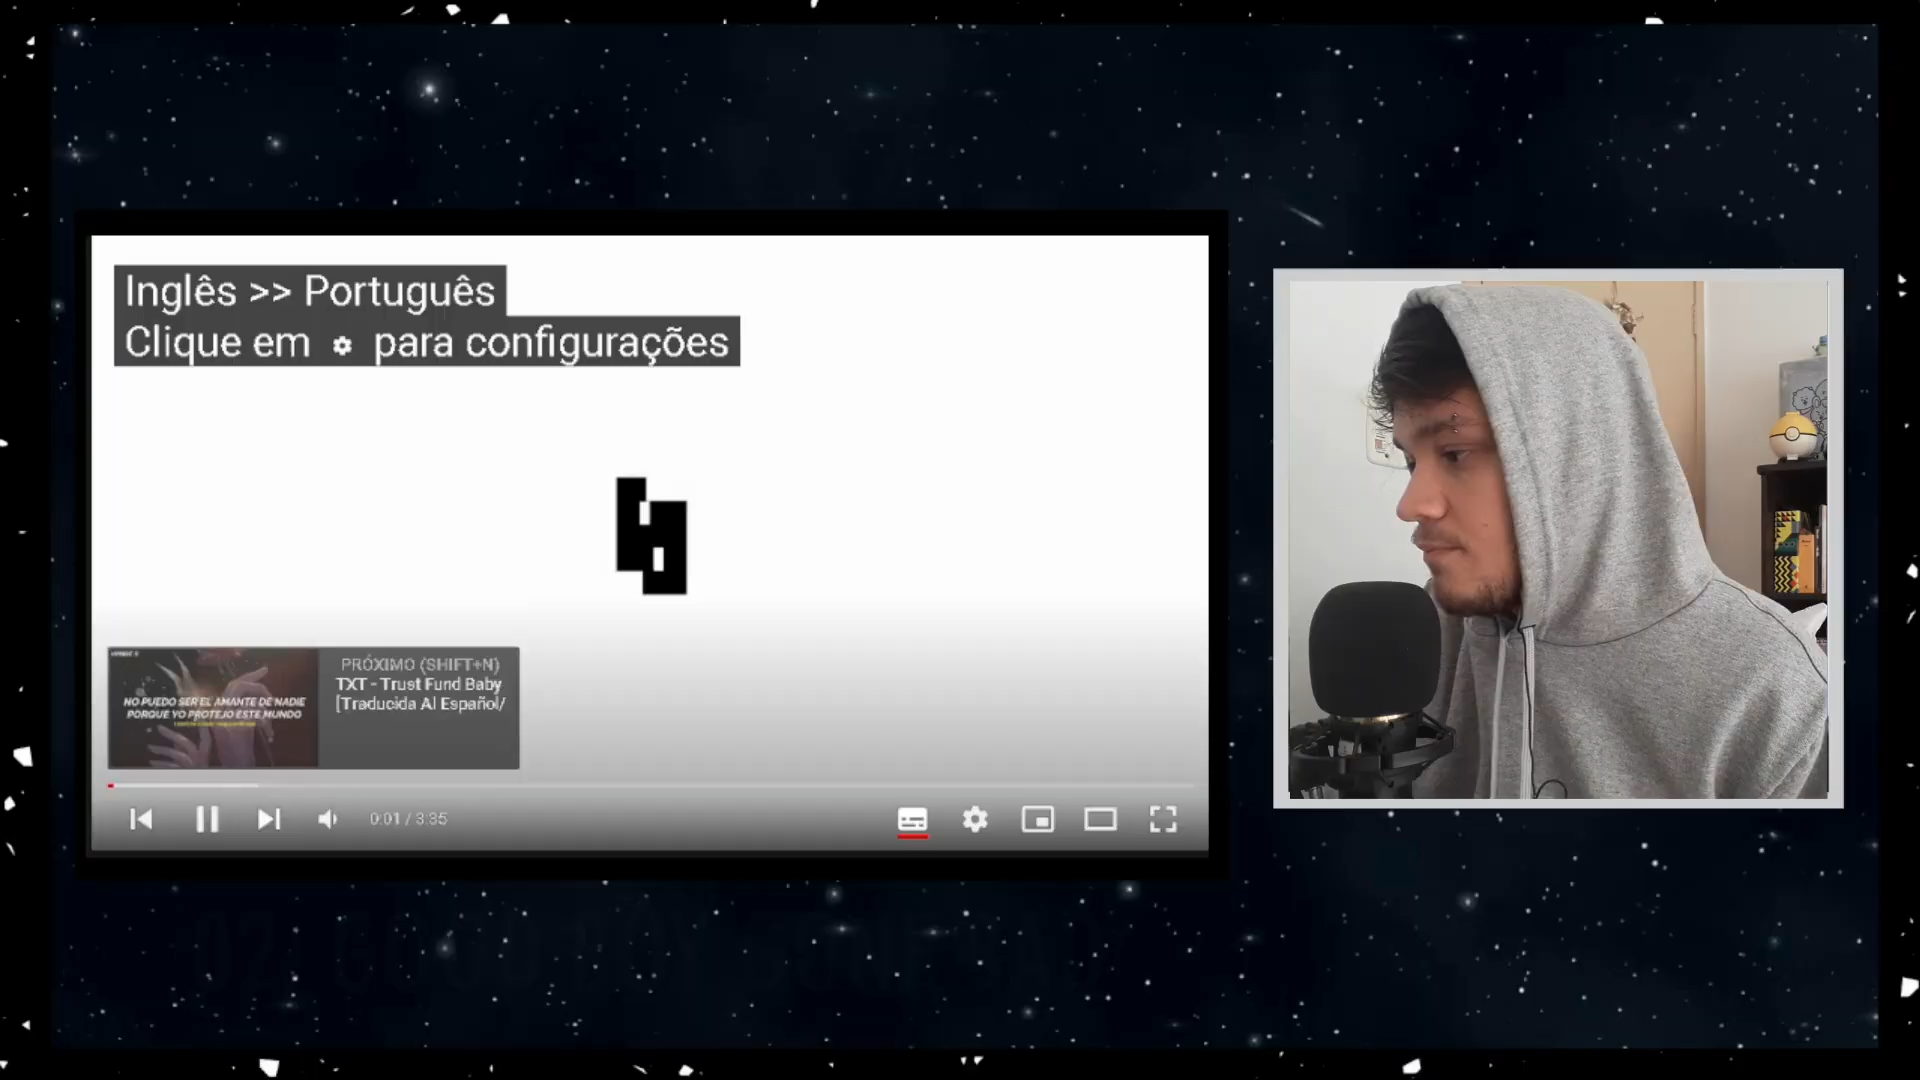 Inglês >> Português
Clique em para configurações
NO PUEDO SER EL AMANTE DE NADIE
PORQUE YO PROTEJO ESTE MUNDO
PRÓXIMO (SHIFT+N)
TXT - Trust Fund Baby
[Traducida Al Español/
0:01 / 3:35